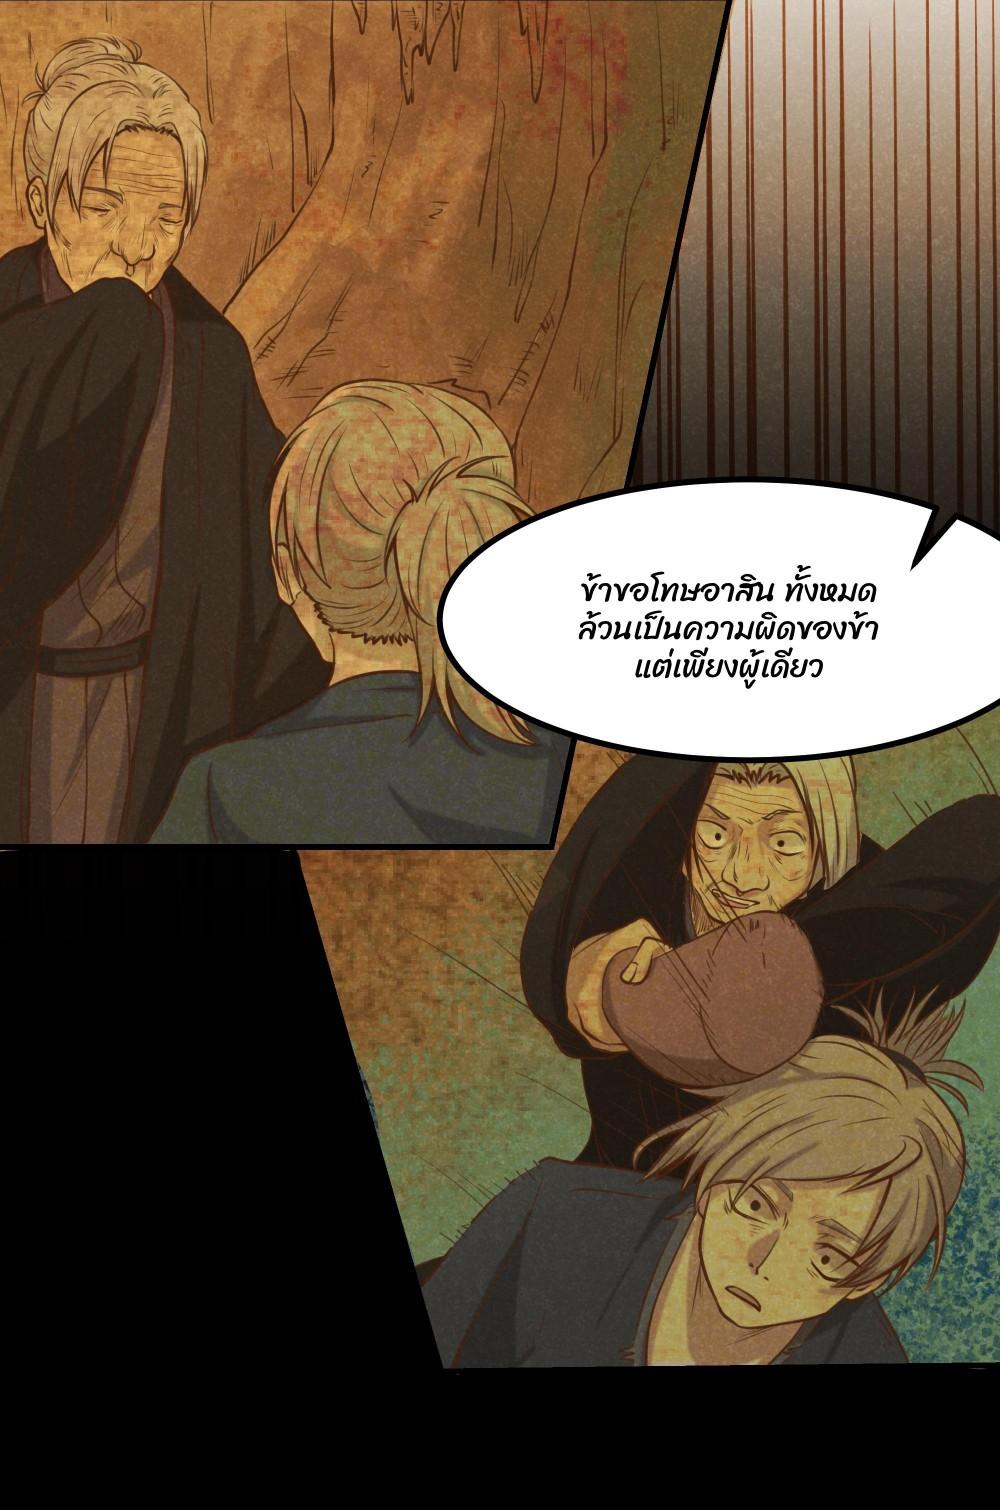 ข้าขอโทษอาสิน ทั้งหมด
ล้วนเป็นความผิดของข้า
แต่เพียงผู้เดียว